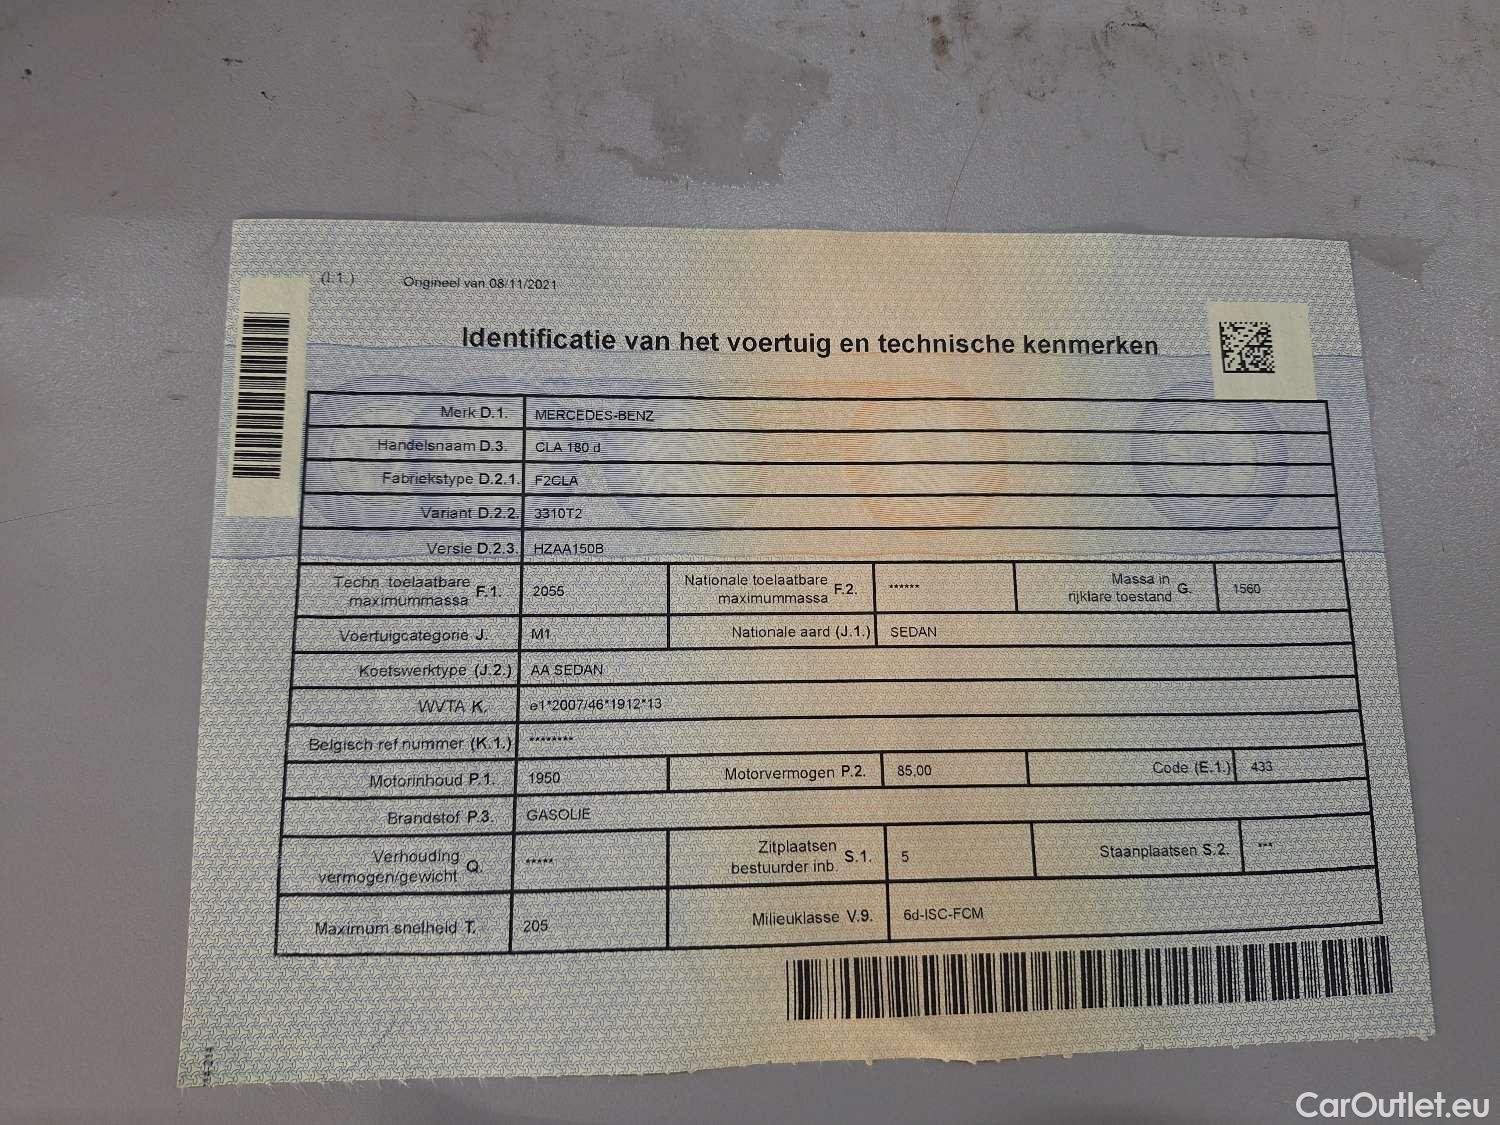 (I.1.) Origineel van 08/11/2021
Identificatie van het voertuig en technische kenmerken
Merk D.1. MERCEDES-BENZ
Handelsnaam D.3. CLA 180 d
Fabriekstype D.2.1. F2CLA
Variant D.2.2. 3310T2
Versie D.2.3. HZAA150B
Techn. toelaatbare maximummassa F.1. 2055 Nationale toelaatbare maximummassa F.2. ****** Massa in rijklare toestand G. 1560
Voertuigcategorie J. M1 Nationale aard (J.1.) SEDAN
Koetswerktype (J.2.) AA SEDAN
WVTA K. e1*2007/46*1912*13
Belgisch ref.nummer (K.1.) ********
Motorinhoud P.1. 1950 Motorvermogen P.2. 85,00 Code (E.1.) 433
Brandstof P.3. GASOLIE
Verhouding vermogen/gewicht Q. ***** Zitplaatsen bestuurder inb. S.1. 5 Staanplaatsen S.2. ***
Maximum snelheid T. 205 Milieuklasse V.9. 6d-ISC-FCM
CarOutlet.eu